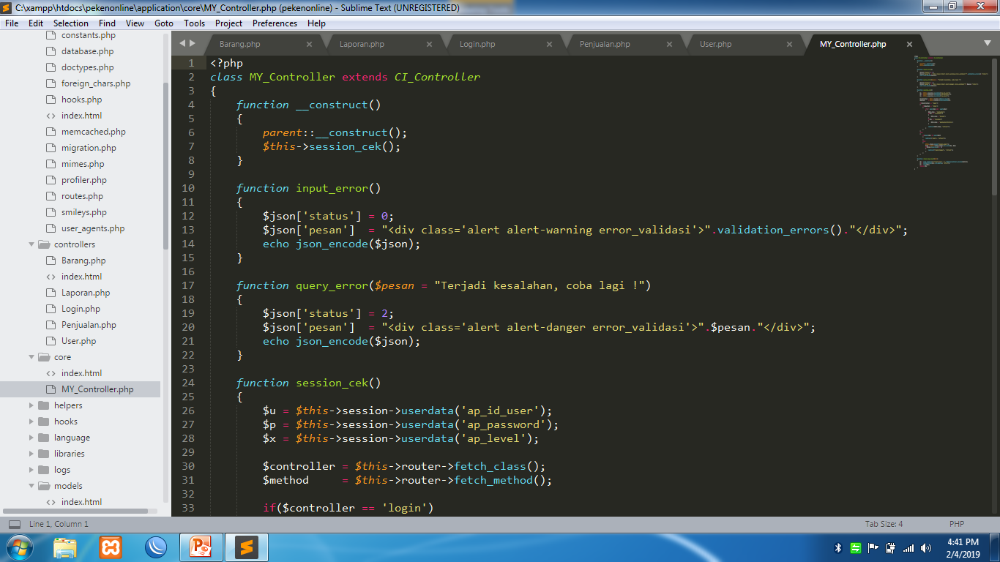 C:\xampp\htdocs\pekenonline\application\core\MY_Controller.php (pekenonline) - Sublime Text (UNREGISTERED)
File Edit Selection Find View Goto Tools Project Preferences Help
constants.php
database.php
doctypes.php
foreign_chars.php
hooks.php
index.html
memcached.php
migration.php
mimes.php
profiler.php
routes.php
smileys.php
user_agents.php
controllers
Barang.php
index.html
Laporan.php
Login.php
Penjualan.php
User.php
core
index.html
MY_Controller.php
helpers
hooks
language
libraries
logs
models
index.html
Barang.php Laporan.php Login.php Penjualan.php User.php MY_Controller.php
1 <?php
2 class MY_Controller extends CI_Controller
3 {
4 function __construct()
5 {
6 parent::__construct();
7 $this->session_cek();
8 }
9
10 function input_error()
11 {
12 $json['status'] = 0;
13 $json['pesan'] = "<div class='alert alert-warning error_validasi'>".validation_errors()."</div>";
14 echo json_encode($json);
15 }
16
17 function query_error($pesan = "Terjadi kesalahan, coba lagi !")
18 {
19 $json['status'] = 2;
20 $json['pesan'] = "<div class='alert alert-danger error_validasi'>".$pesan."</div>";
21 echo json_encode($json);
22 }
23
24 function session_cek()
25 {
26 $u = $this->session->userdata('ap_id_user');
27 $p = $this->session->userdata('ap_password');
28 $x = $this->session->userdata('ap_level');
29
30 $controller = $this->router->fetch_class();
31 $method = $this->router->fetch_method();
32
33 if($controller == 'login')
Line 1, Column 1 Tab Size: 4 PHP
4:41 PM
2/4/2019